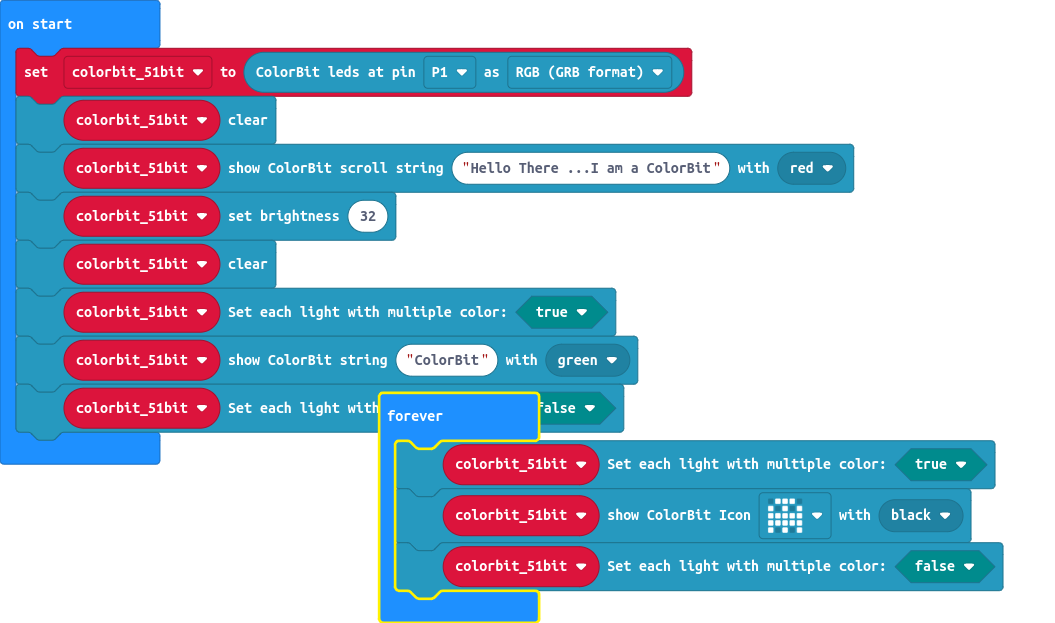 on start
set colorbit_51bit to ColorBit leds at pin P1 as RGB (GRB format)
colorbit_51bit clear
colorbit_51bit show ColorBit scroll string "Hello There ...I am a ColorBit" with red
colorbit_51bit set brightness 32
colorbit_51bit clear
colorbit_51bit Set each light with multiple color: true
colorbit_51bit show ColorBit string "ColorBit" with green
colorbit_51bit Set each light with false
forever
colorbit_51bit Set each light with multiple color: true
colorbit_51bit show ColorBit Icon with black
colorbit_51bit Set each light with multiple color: false